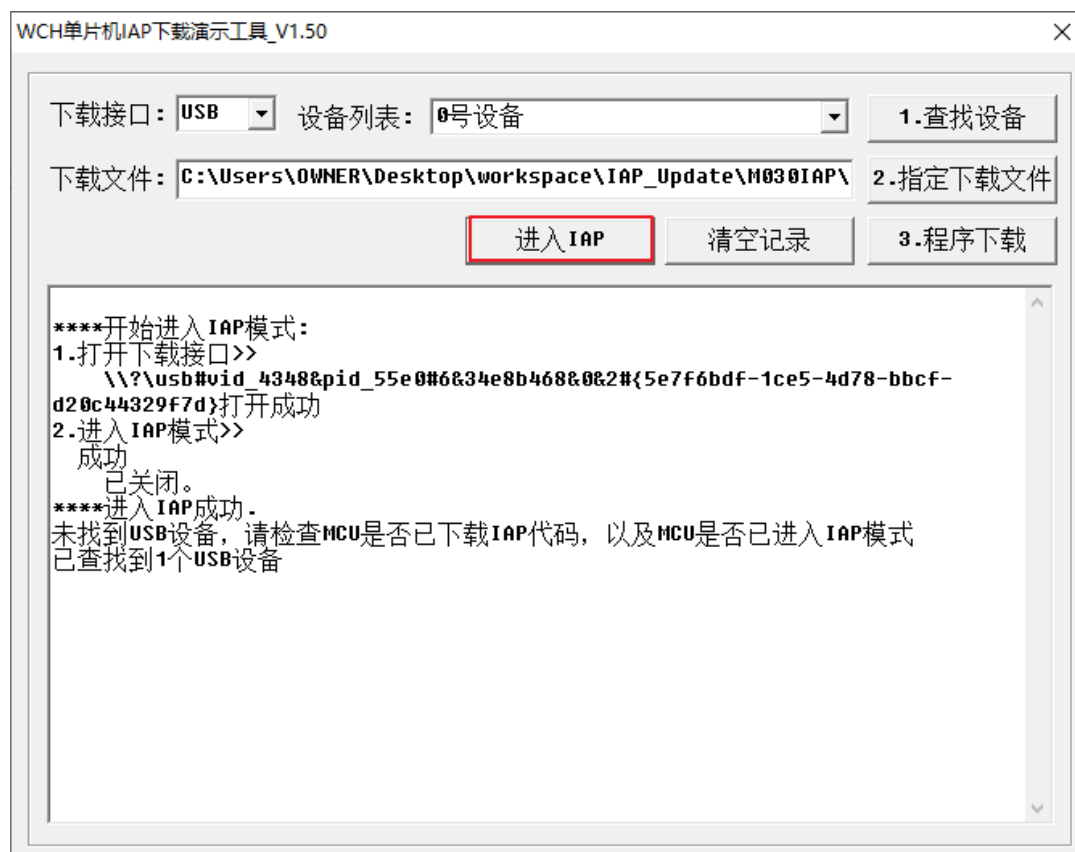 WCH单片机IAP下载演示工具_V1.50
下载接口: USB 设备列表: 0号设备 1.查找设备
下载文件: C:\Users\OWNER\Desktop\workspace\IAP_Update\M030IAP\ 2.指定下载文件
进入IAP 清空记录 3.程序下载
****开始进入IAP模式:
1.打开下载接口>>
\\?\usb#vid_4348&pid_55e0#6&34e8b468&0&2#{5e7f6bdf-1ce5-4d78-bbcf-
d20c44329f7d}打开成功
2.进入IAP模式>>
成功
已关闭。
****进入IAP成功.
未找到USB设备，请检查MCU是否已下载IAP代码，以及MCU是否已进入IAP模式
已查找到1个USB设备